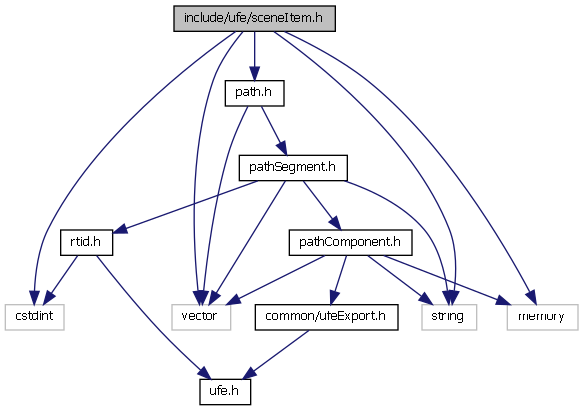 include/ufe/sceneItem.h
path.h
pathSegment.h
rtid.h
pathComponent.h
cstdint
vector
common/ufeExport.h
string
memory
ufe.h